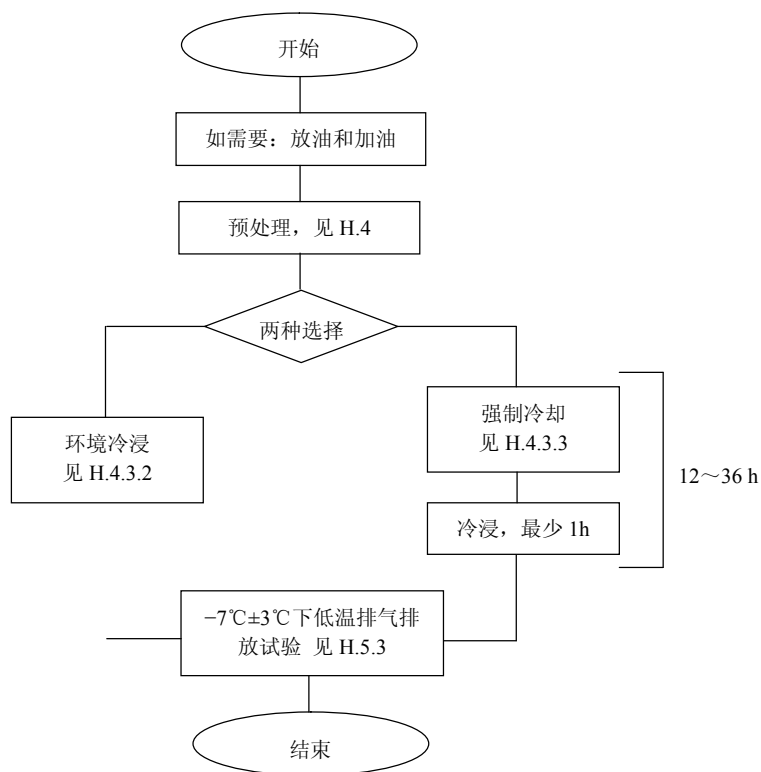 开始
如需要：放油和加油
预处理，见 H.4
两种选择
环境冷浸
见 H.4.3.2
强制冷却
见 H.4.3.3
12～36 h
冷浸，最少 1h
−7℃±3℃下低温排气排
放试验 见 H.5.3
结束